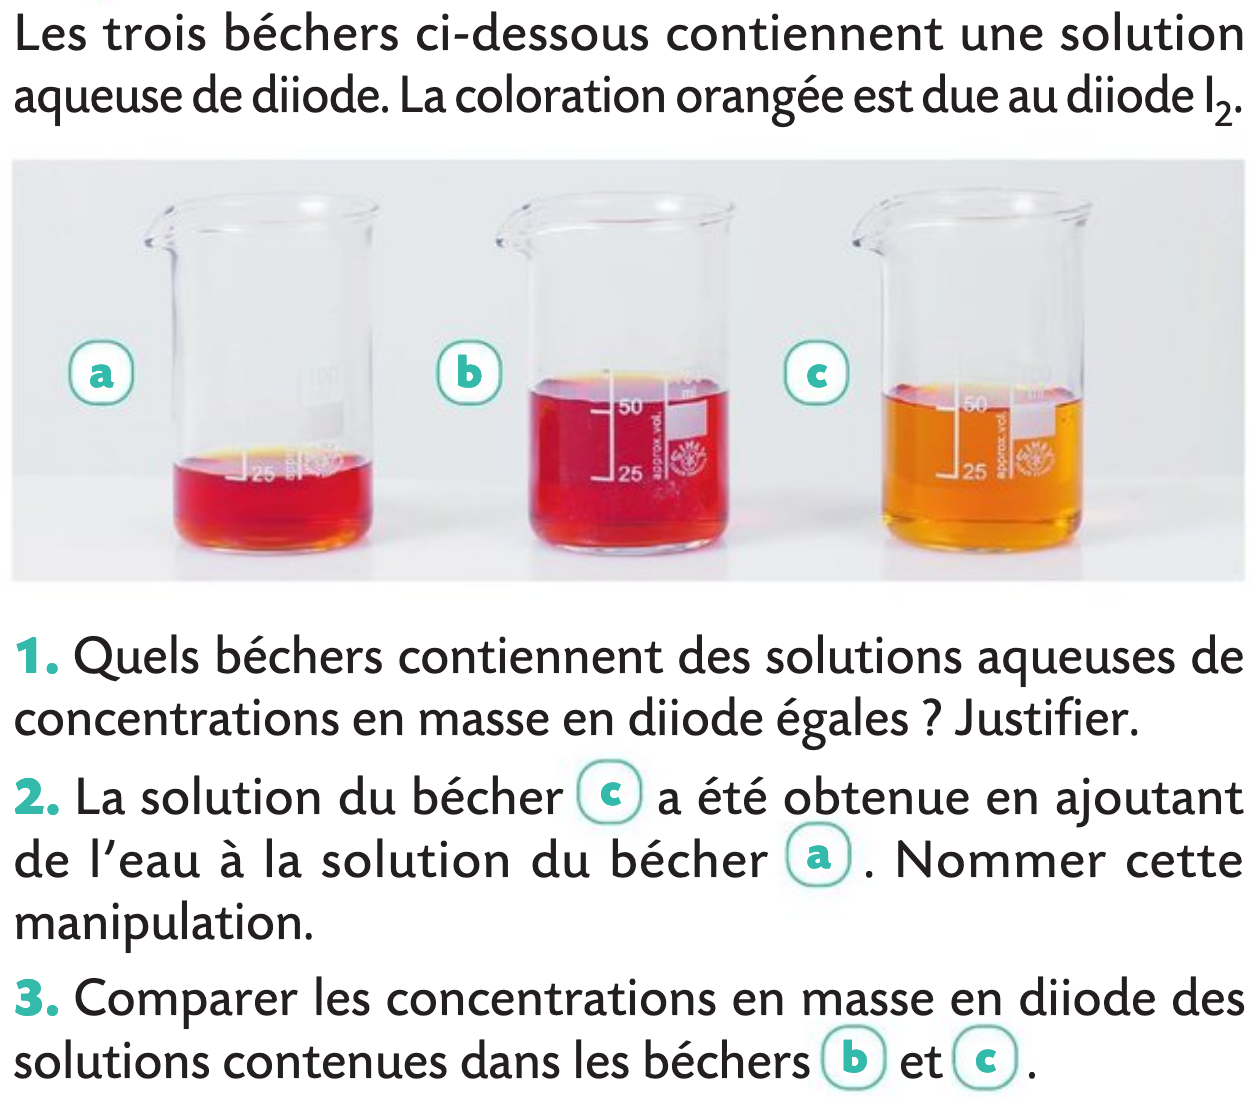 Les trois béchers ci-dessous contiennent une solution
aqueuse de diiode. La coloration orangée est due au diiode I₂.
a
25
b
50
25
approx. vol.
ml
c
50
25
approx. vol.
1. Quels béchers contiennent des solutions aqueuses de
concentrations en masse en diiode égales ? Justifier.
2. La solution du bécher c a été obtenue en ajoutant
de l’eau à la solution du bécher a . Nommer cette
manipulation.
3. Comparer les concentrations en masse en diiode des
solutions contenues dans les béchers b et c .